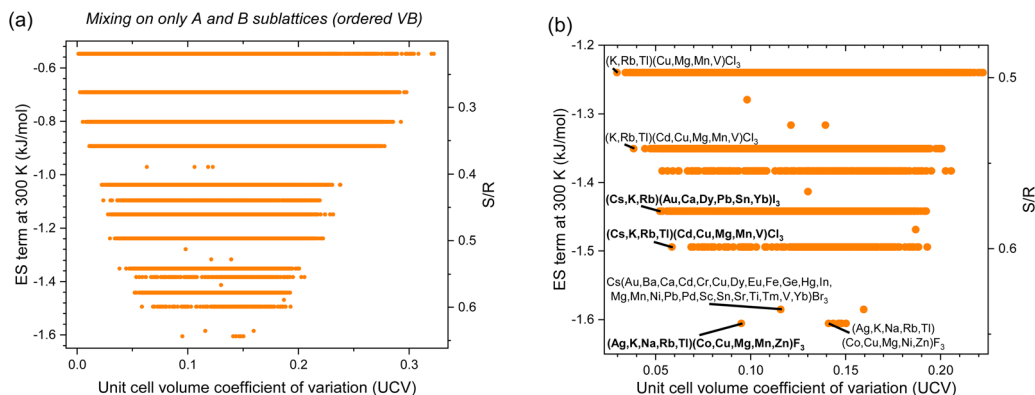 (a)
Mixing on only A and B sublattices (ordered VB)
ES term at 300 K (kJ/mol)
-0.6
-0.8
-1.0
-1.2
-1.4
-1.6
0.0
0.1
0.2
0.3
Unit cell volume coefficient of variation (UCV)
0.3
0.4
0.5
0.6
S/R
(b)
ES term at 300 K (kJ/mol)
-1.2
-1.3
-1.4
-1.5
-1.6
(K,Rb,Tl)(Cu,Mg,Mn,V)Cl₃
(K,Rb,Tl)(Cd,Cu,Mg,Mn,V)Cl₃
(Cs,K,Rb)(Au,Ca,Dy,Pb,Sn,Yb)I₃
(Cs,K,Rb,Tl)(Cd,Cu,Mg,Mn,V)Cl₃
Cs(Au,Ba,Ca,Cd,Cr,Cu,Dy,Eu,Fe,Ge,Hg,In,
Mg,Mn,Ni,Pb,Pd,Sc,Sn,Sr,Ti,Tm,V,Yb)Br₃
(Ag,K,Na,Rb,Tl)(Co,Cu,Mg,Mn,Zn)F₃
(Ag,K,Na,Rb,Tl)
(Co,Cu,Mg,Ni,Zn)F₃
0.05
0.10
0.15
0.20
Unit cell volume coefficient of variation (UCV)
0.5
0.6
S/R